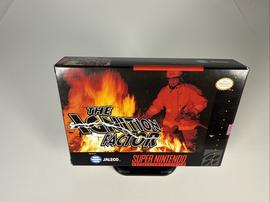 THE
IGNITION
FACTOR
JALECO
SUPER NINTENDO